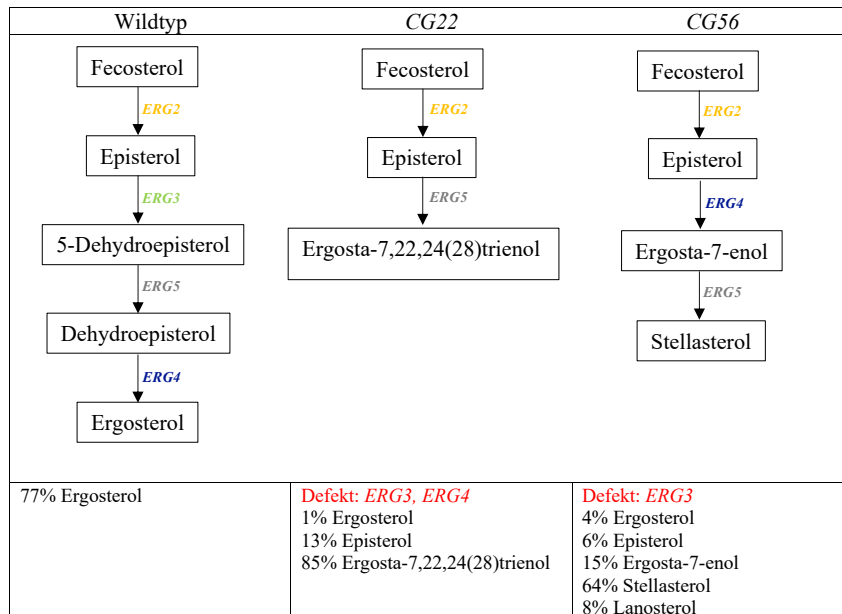 Wildtyp
CG22
CG56
Fecosterol
ERG2
Episterol
ERG3
5-Dehydroepisterol
ERG5
Dehydroepisterol
ERG4
Ergosterol
Fecosterol
ERG2
Episterol
ERG5
Ergosta-7,22,24(28)trienol
Fecosterol
ERG2
Episterol
ERG4
Ergosta-7-enol
ERG5
Stellasterol
77% Ergosterol
Defekt: ERG3, ERG4
1% Ergosterol
13% Episterol
85% Ergosta-7,22,24(28)trienol
Defekt: ERG3
4% Ergosterol
6% Episterol
15% Ergosta-7-enol
64% Stellasterol
8% Lanosterol